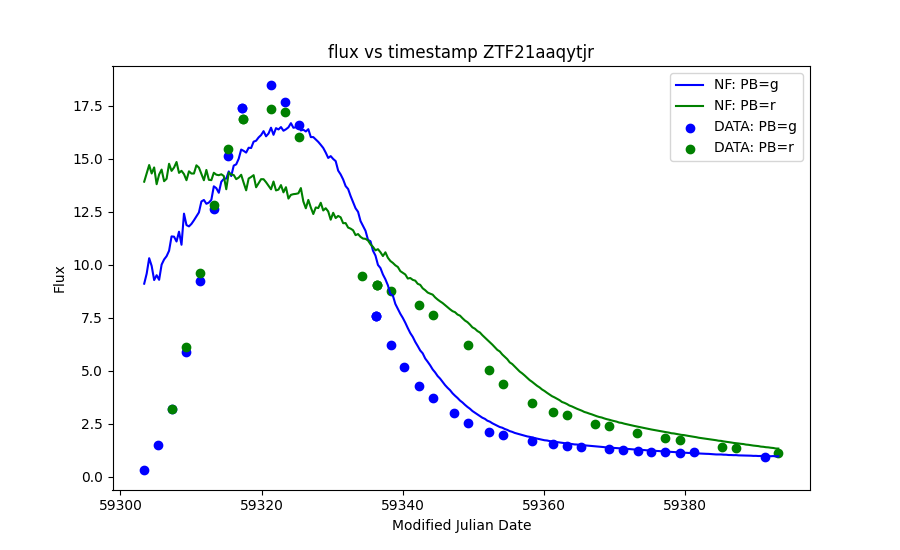 flux vs timestamp ZTF21aaqytjr
NF: PB=g
NF: PB=r
DATA: PB=g
DATA: PB=r
17.5
15.0
12.5
10.0
7.5
5.0
2.5
0.0
Flux
59300 59320 59340 59360 59380
Modified Julian Date